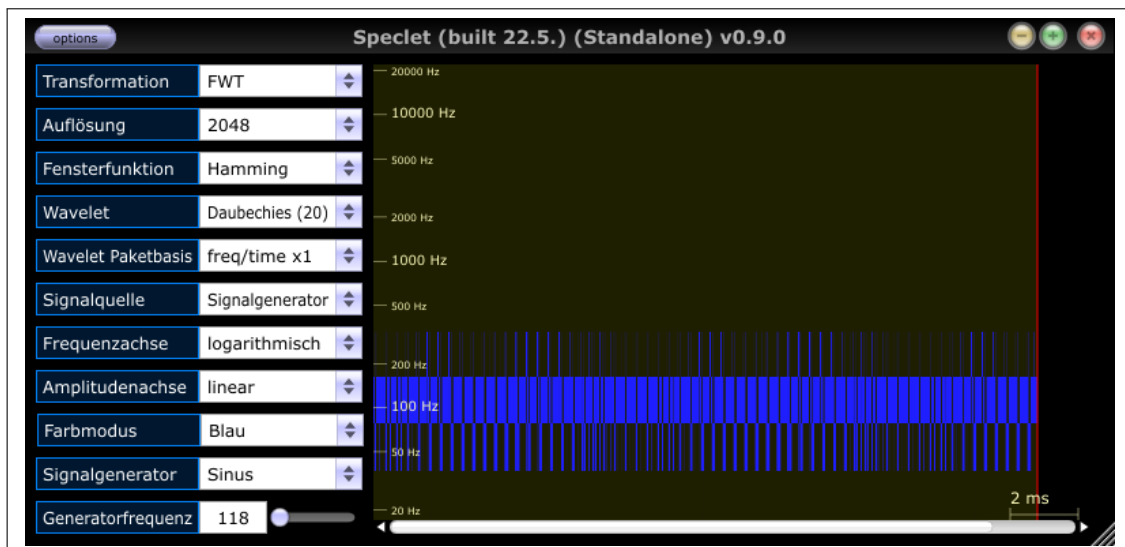 options
Speclet (built 22.5.) (Standalone) v0.9.0
Transformation FWT
Auflösung 2048
Fensterfunktion Hamming
Wavelet Daubechies (20)
Wavelet Paketbasis freq/time x1
Signalquelle Signalgenerator
Frequenzachse logarithmisch
Amplitudenachse linear
Farbmodus Blau
Signalgenerator Sinus
Generatorfrequenz 118
20000 Hz
10000 Hz
5000 Hz
2000 Hz
1000 Hz
500 Hz
200 Hz
100 Hz
50 Hz
20 Hz
2 ms